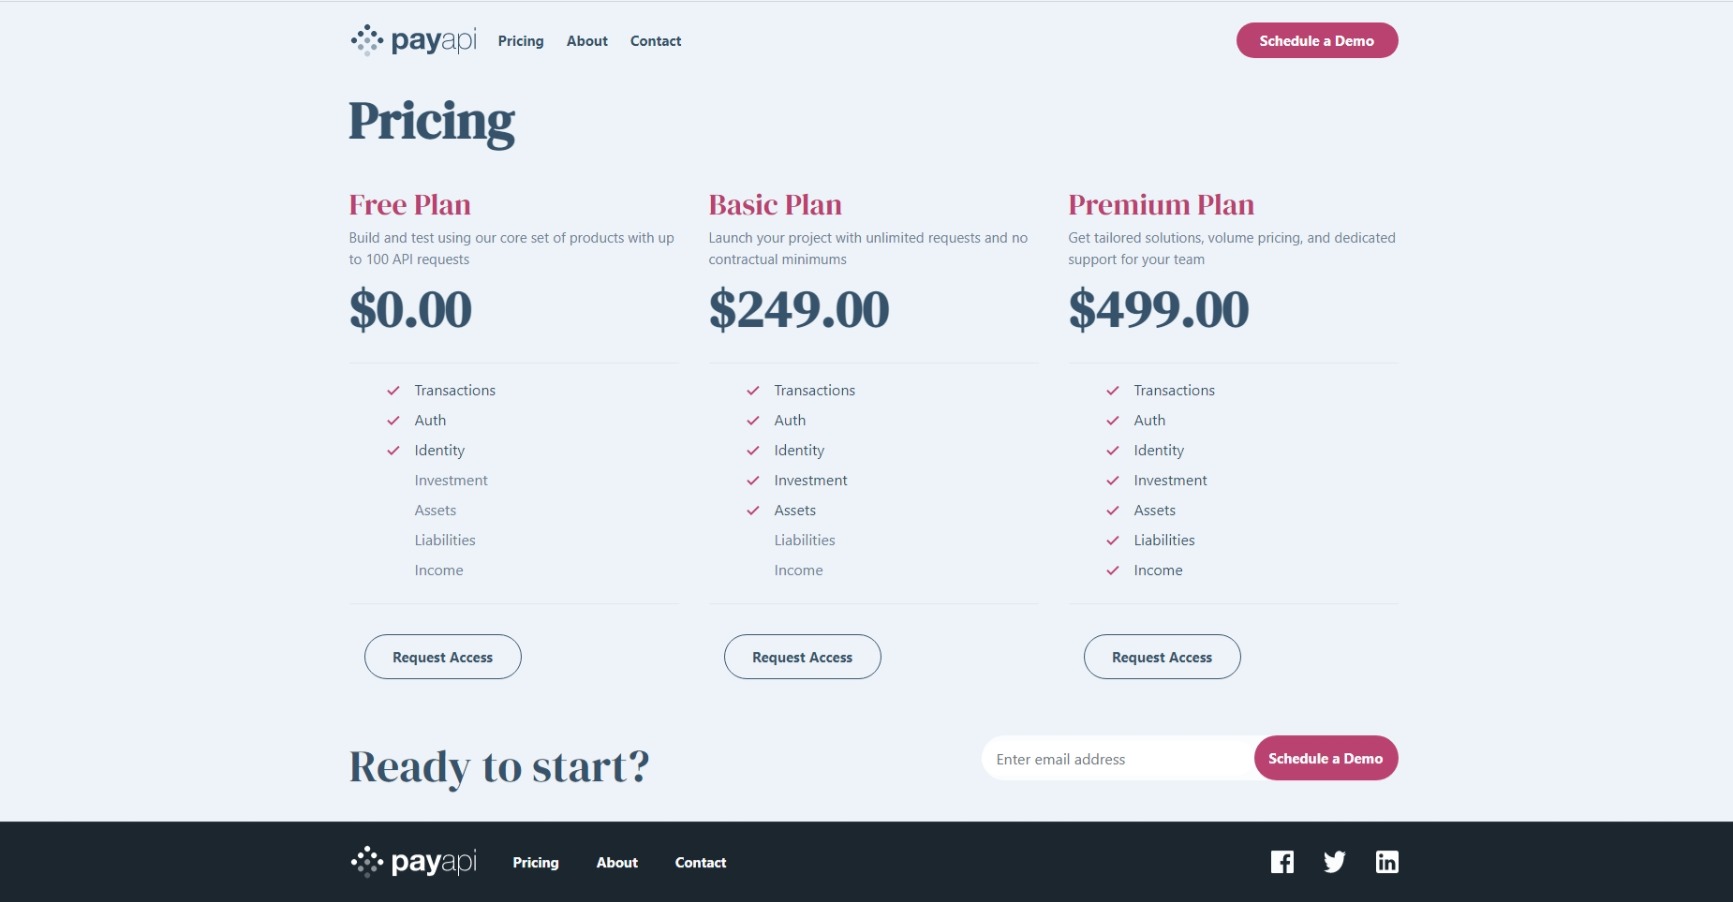 payapi Pricing About Contact Schedule a Demo
Pricing
Free Plan
Build and test using our core set of products with up
to 100 API requests
$0.00
Transactions
Auth
Identity
Investment
Assets
Liabilities
Income
Request Access
Basic Plan
Launch your project with unlimited requests and no
contractual minimums
$249.00
Transactions
Auth
Identity
Investment
Assets
Liabilities
Income
Request Access
Premium Plan
Get tailored solutions, volume pricing, and dedicated
support for your team
$499.00
Transactions
Auth
Identity
Investment
Assets
Liabilities
Income
Request Access
Ready to start?
Enter email address Schedule a Demo
payapi Pricing About Contact